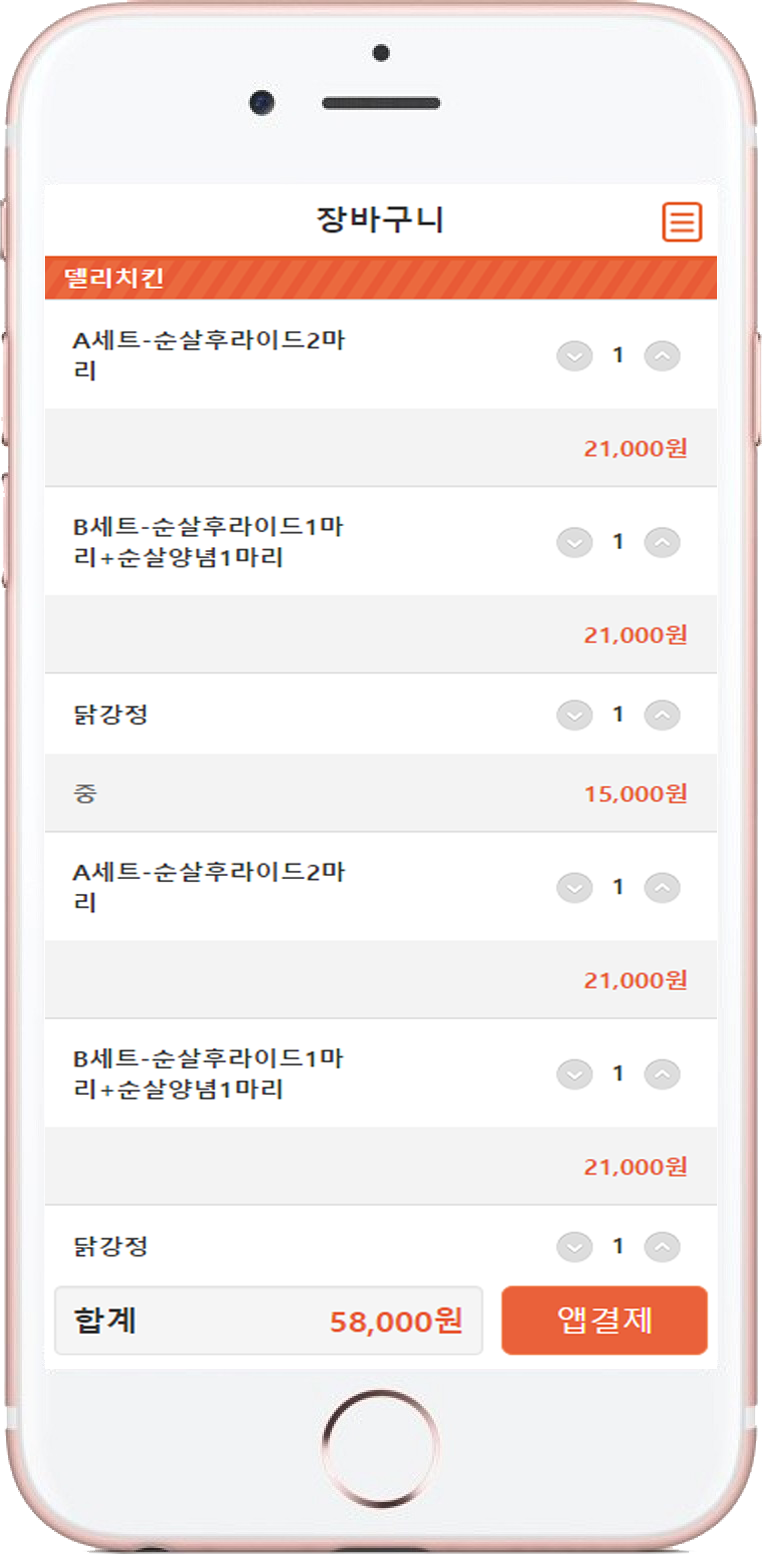 장바구니
델리치킨
A세트-순살후라이드2마
리
1
21,000원
B세트-순살후라이드1마
리+순살양념1마리
1
21,000원
닭강정
1
중
15,000원
A세트-순살후라이드2마
리
1
21,000원
B세트-순살후라이드1마
리+순살양념1마리
1
21,000원
닭강정
1
합계
58,000원
앱결제